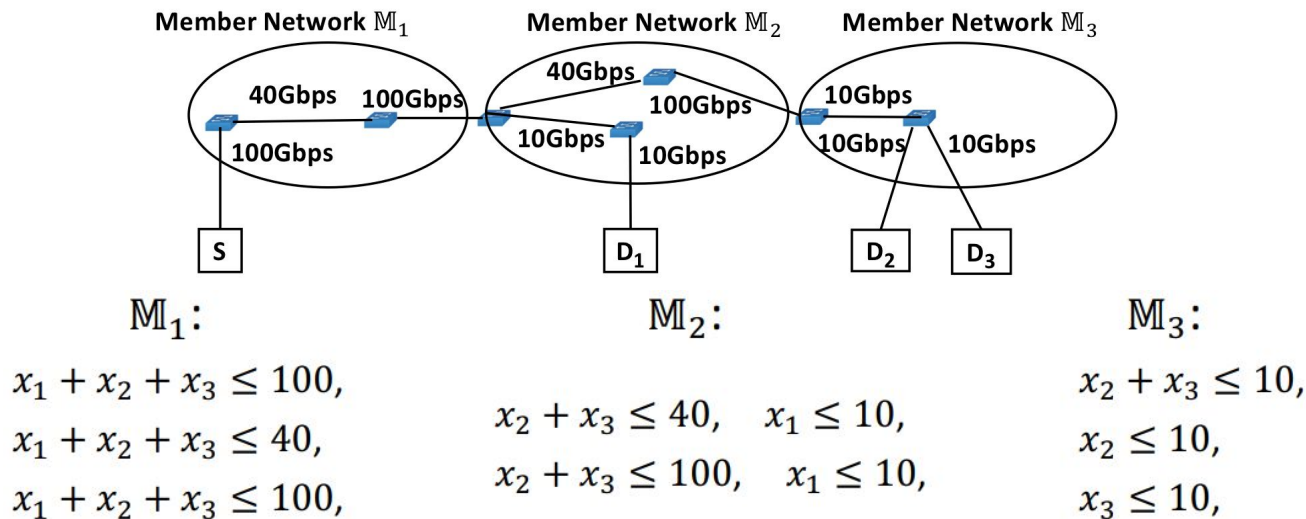 Member Network 𝕄₁
Member Network 𝕄₂
Member Network 𝕄₃
40Gbps
100Gbps
100Gbps
40Gbps
100Gbps
10Gbps
10Gbps
10Gbps
10Gbps
10Gbps
S
D₁
D₂
D₃
𝕄₁:
x₁ + x₂ + x₃ ≤ 100,
x₁ + x₂ + x₃ ≤ 40,
x₁ + x₂ + x₃ ≤ 100,
𝕄₂:
x₂ + x₃ ≤ 40, x₁ ≤ 10,
x₂ + x₃ ≤ 100, x₁ ≤ 10,
𝕄₃:
x₂ + x₃ ≤ 10,
x₂ ≤ 10,
x₃ ≤ 10,